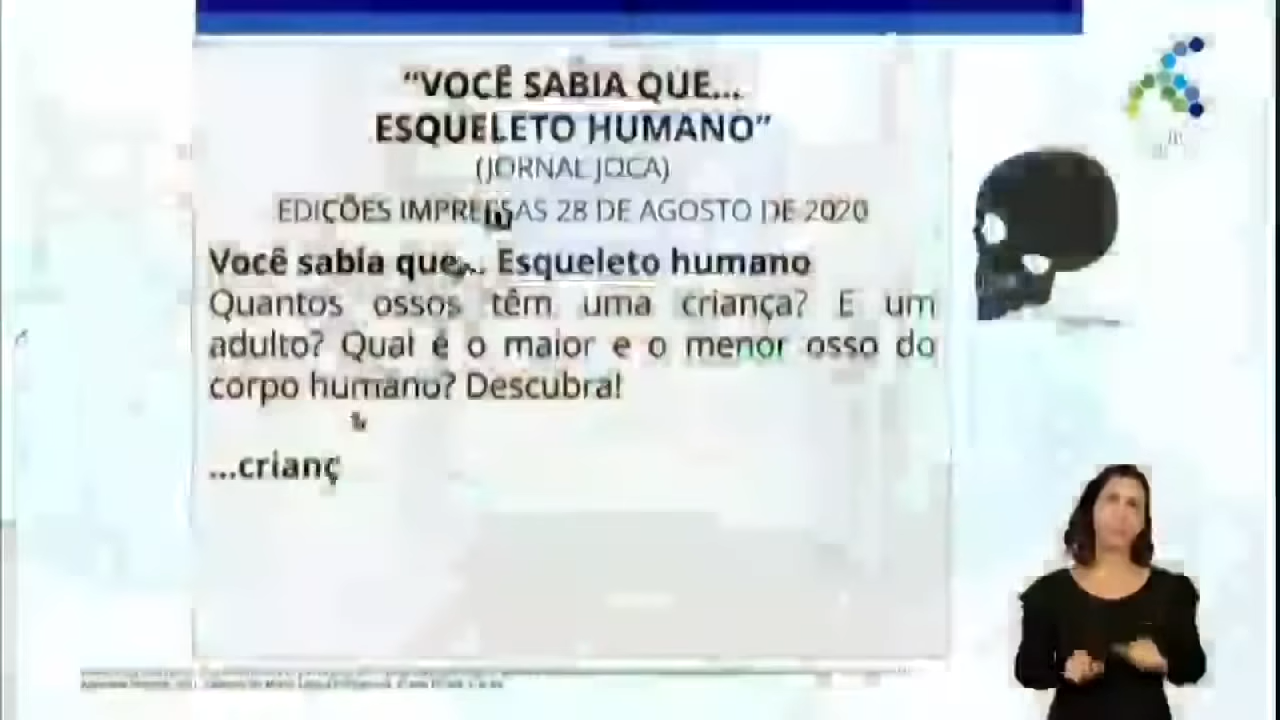 “VOCÊ SABIA QUE...
ESQUELETO HUMANO”
(JORNAL JOCA)
EDIÇÕES IMPRESSAS 28 DE AGOSTO DE 2020
Você sabia que... Esqueleto humano
Quantos ossos têm uma criança? E um
adulto? Qual é o maior e o menor osso do
corpo humano? Descubra!
...crianç